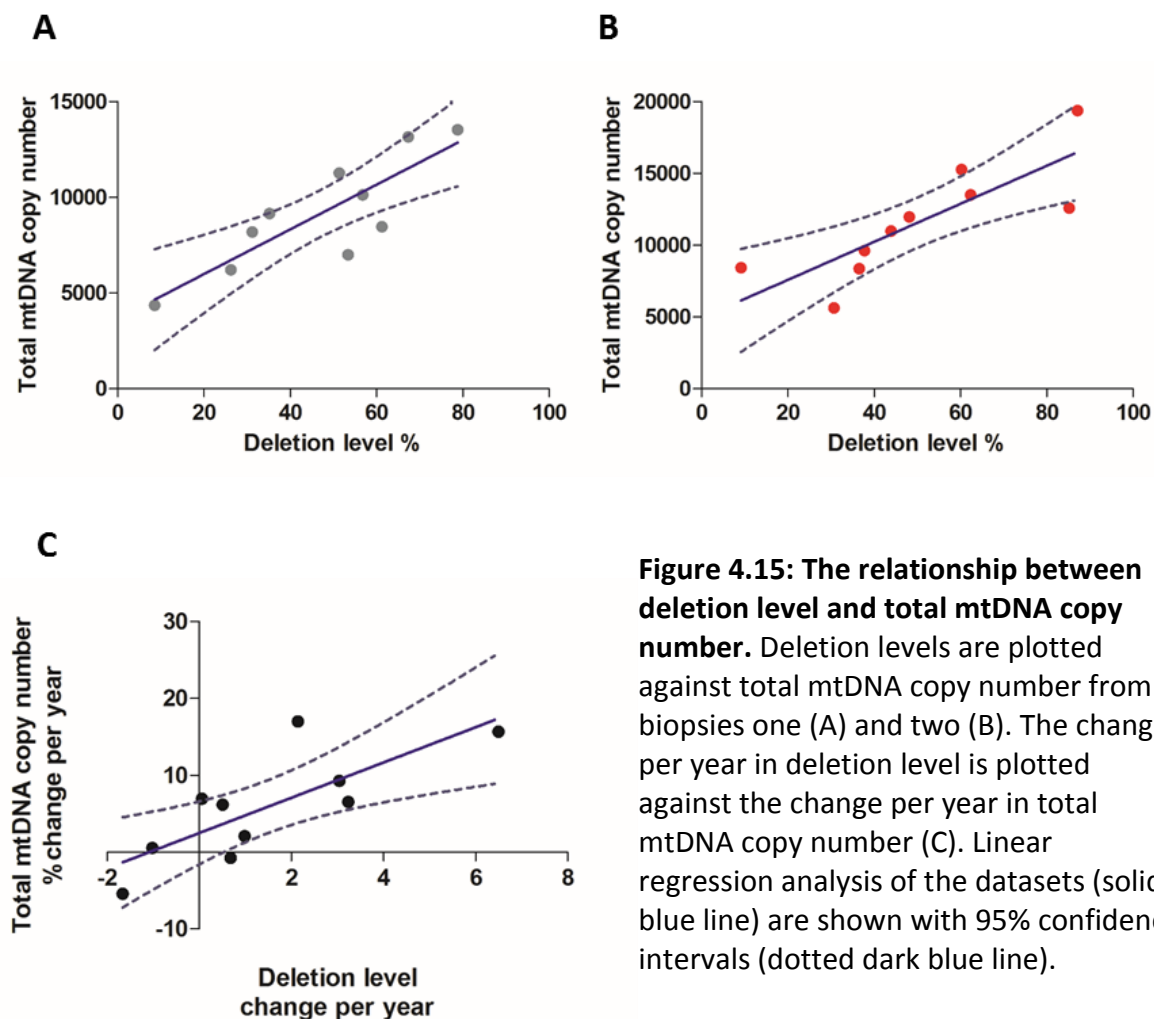 A
B
15000
10000
5000
0
0 20 40 60 80 100
Total mtDNA copy number
Deletion level %
20000
15000
10000
5000
0
0 20 40 60 80 100
Total mtDNA copy number
Deletion level %
C
30
20
10
-10
-2 2 4 6 8
Total mtDNA copy number
% change per year
Deletion level
change per year
Figure 4.15: The relationship between
deletion level and total mtDNA copy
number. Deletion levels are plotted
against total mtDNA copy number from
biopsies one (A) and two (B). The chang
per year in deletion level is plotted
against the change per year in total
mtDNA copy number (C). Linear
regression analysis of the datasets (solid
blue line) are shown with 95% confiden
intervals (dotted dark blue line).